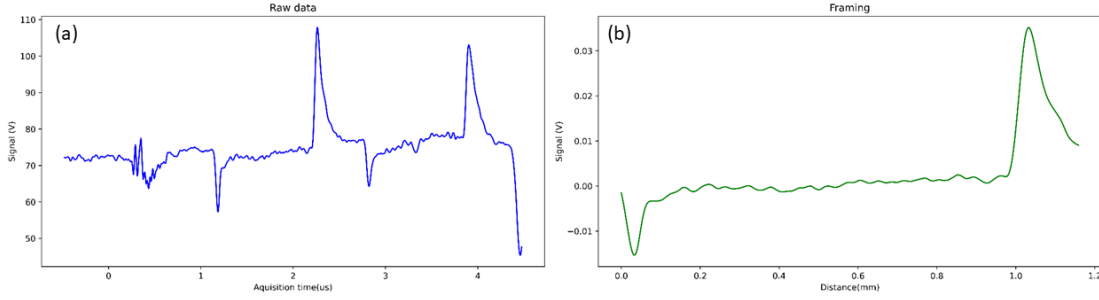 Raw data
(a)
110
100
90
80
70
60
50
Signal (V)
0 1 2 3 4
Aquisition time(us)
Framing
(b)
0.03
0.02
0.01
0.00
−0.01
Signal (V)
0.0 0.2 0.4 0.6 0.8 1.0 1.2
Distance(mm)